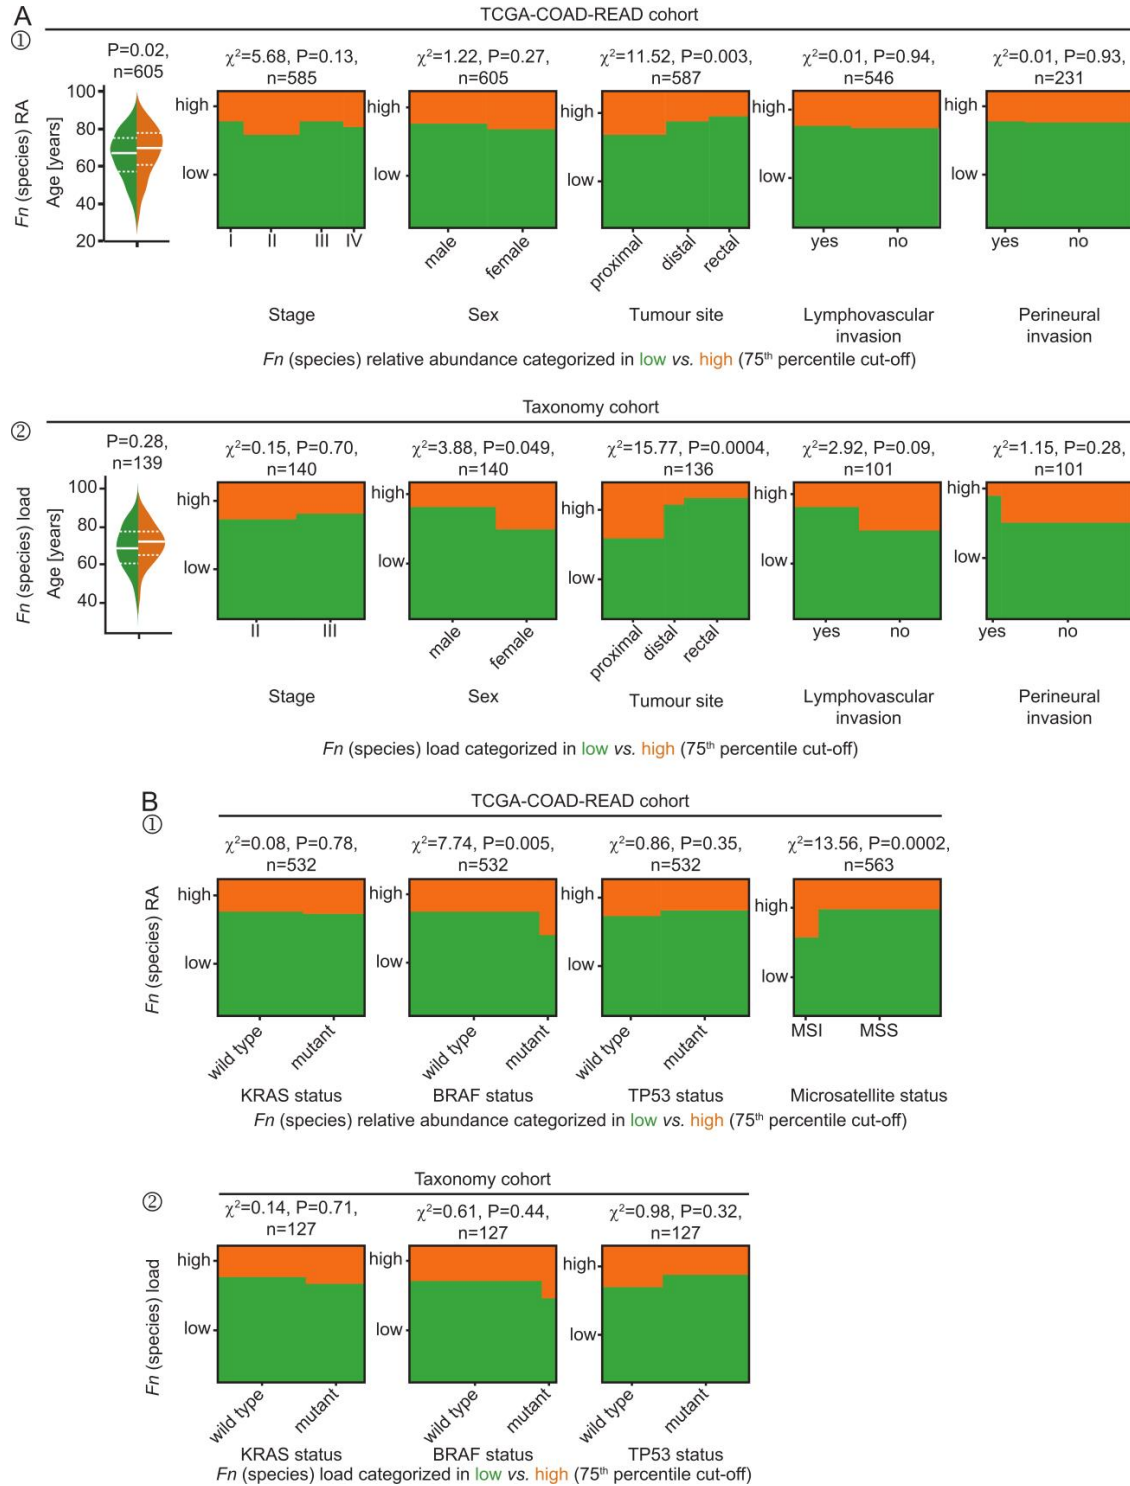 A
TCGA-COAD-READ cohort
①
P=0.02,
n=605
χ²=5.68, P=0.13,
n=585
χ²=1.22, P=0.27,
n=605
χ²=11.52, P=0.003,
n=587
χ²=0.01, P=0.94,
n=546
χ²=0.01, P=0.93,
n=231
Fn (species) RA
Age [years]
100
80
60
40
20
high
low
high
low
high
low
high
low
high
low
I II III IV
male female
proximal distal rectal
yes no
yes no
Stage
Sex
Tumour site
Lymphovascular
invasion
Perineural
invasion
Fn (species) relative abundance categorized in low vs. high (75th percentile cut-off)
Taxonomy cohort
②
P=0.28,
n=139
χ²=0.15, P=0.70,
n=140
χ²=3.88, P=0.049,
n=140
χ²=15.77, P=0.0004,
n=136
χ²=2.92, P=0.09,
n=101
χ²=1.15, P=0.28,
n=101
Fn (species) load
Age [years]
100
80
60
40
high
low
high
low
high
low
high
low
high
low
II III
male female
proximal distal rectal
yes no
yes no
Stage
Sex
Tumour site
Lymphovascular
invasion
Perineural
invasion
Fn (species) load categorized in low vs. high (75th percentile cut-off)
B
TCGA-COAD-READ cohort
①
χ²=0.08, P=0.78,
n=532
χ²=7.74, P=0.005,
n=532
χ²=0.86, P=0.35,
n=532
χ²=13.56, P=0.0002,
n=563
Fn (species) RA
high
low
high
low
high
low
high
low
wild type mutant
wild type mutant
wild type mutant
MSI MSS
KRAS status
BRAF status
TP53 status
Microsatellite status
Fn (species) relative abundance categorized in low vs. high (75th percentile cut-off)
Taxonomy cohort
②
χ²=0.14, P=0.71,
n=127
χ²=0.61, P=0.44,
n=127
χ²=0.98, P=0.32,
n=127
Fn (species) load
high
low
high
low
high
low
wild type mutant
wild type mutant
wild type mutant
KRAS status
BRAF status
TP53 status
Fn (species) load categorized in low vs. high (75th percentile cut-off)